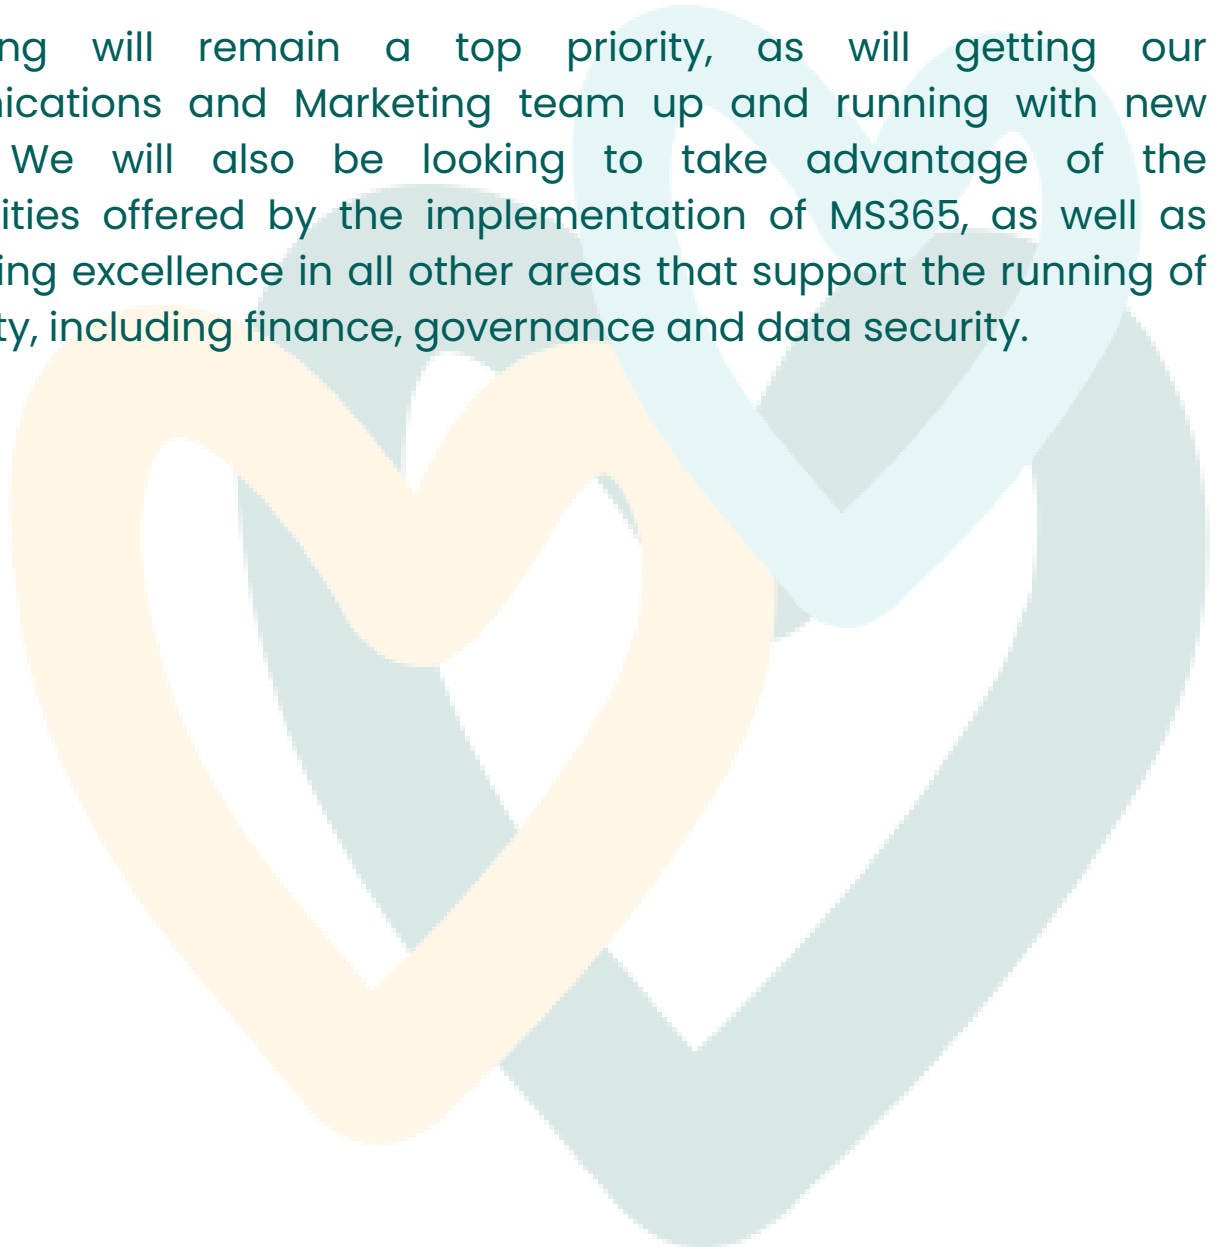 ng will remain a top priority, as will getting our
nications and Marketing team up and running with new
We will also be looking to take advantage of the
ities offered by the implementation of MS365, as well as
ing excellence in all other areas that support the running of
ty, including finance, governance and data security.